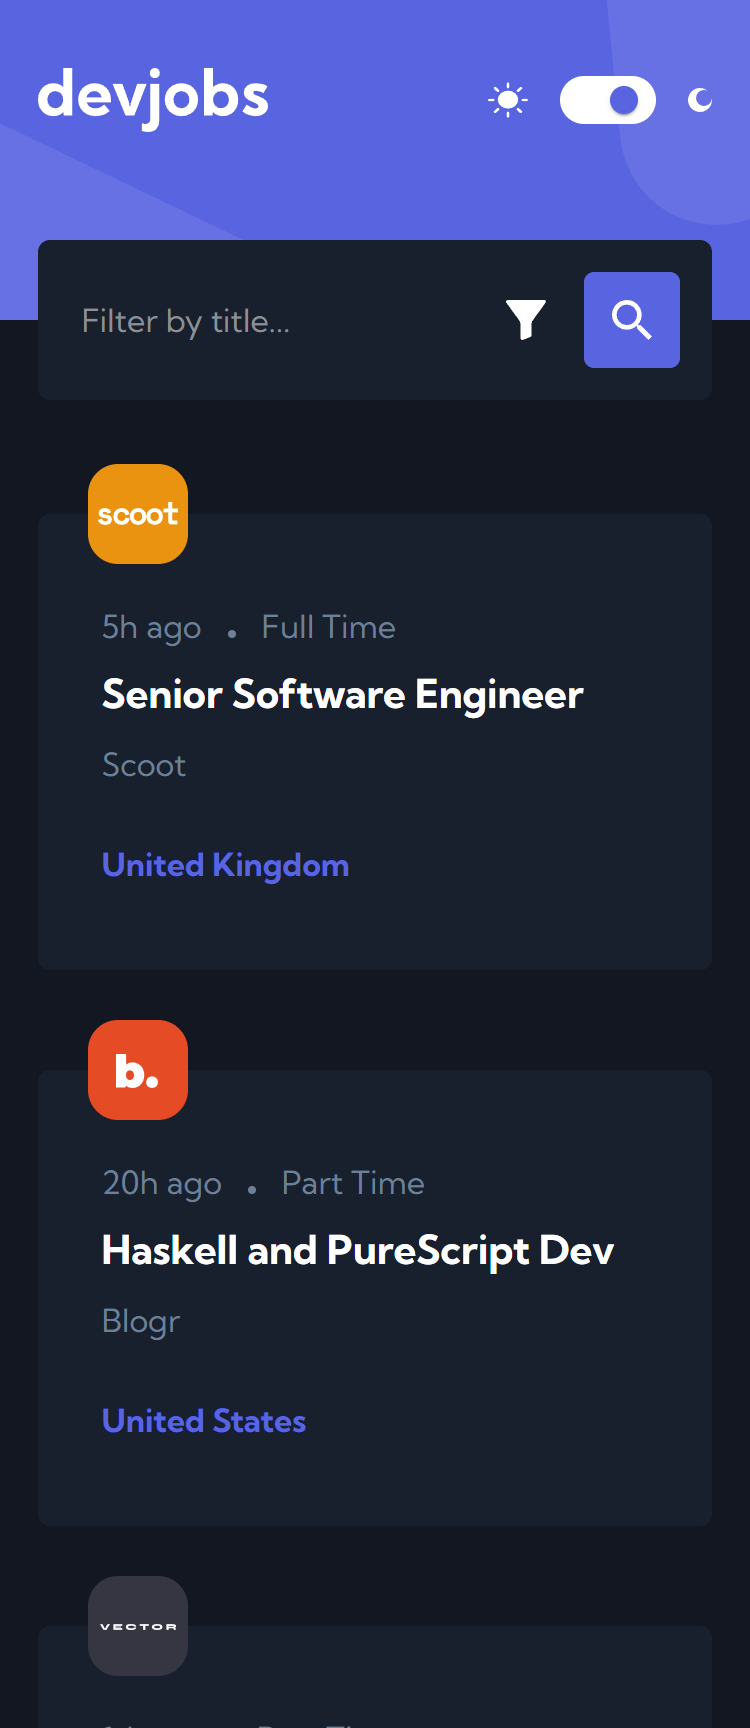 devjobs
Filter by title...
scoot
5h ago • Full Time
Senior Software Engineer
Scoot
United Kingdom
b.
20h ago • Part Time
Haskell and PureScript Dev
Blogr
United States
VECTOR